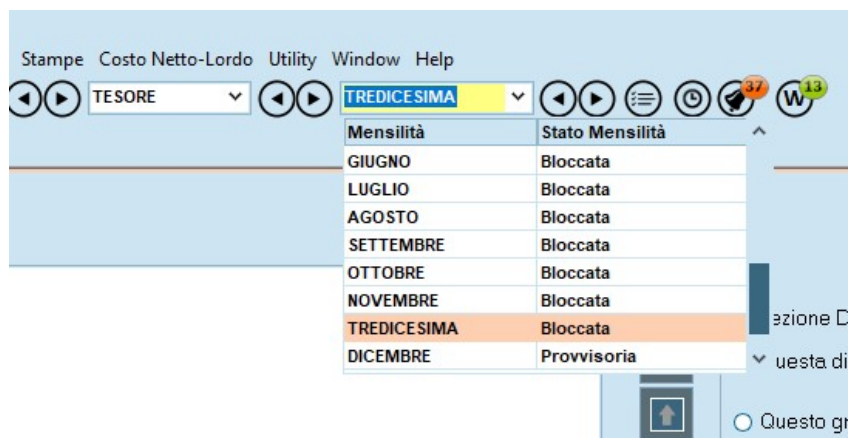 Stampe Costo Netto-Lordo Utility Window Help
TESORE TREDICESIMA 37 W 13
Mensilità Stato Mensilità
GIUGNO Bloccata
LUGLIO Bloccata
AGOSTO Bloccata
SETTEMBRE Bloccata
OTTOBRE Bloccata
NOVEMBRE Bloccata
TREDICESIMA Bloccata
DICEMBRE Provvisoria
ezione D
uesta di
Questo gr